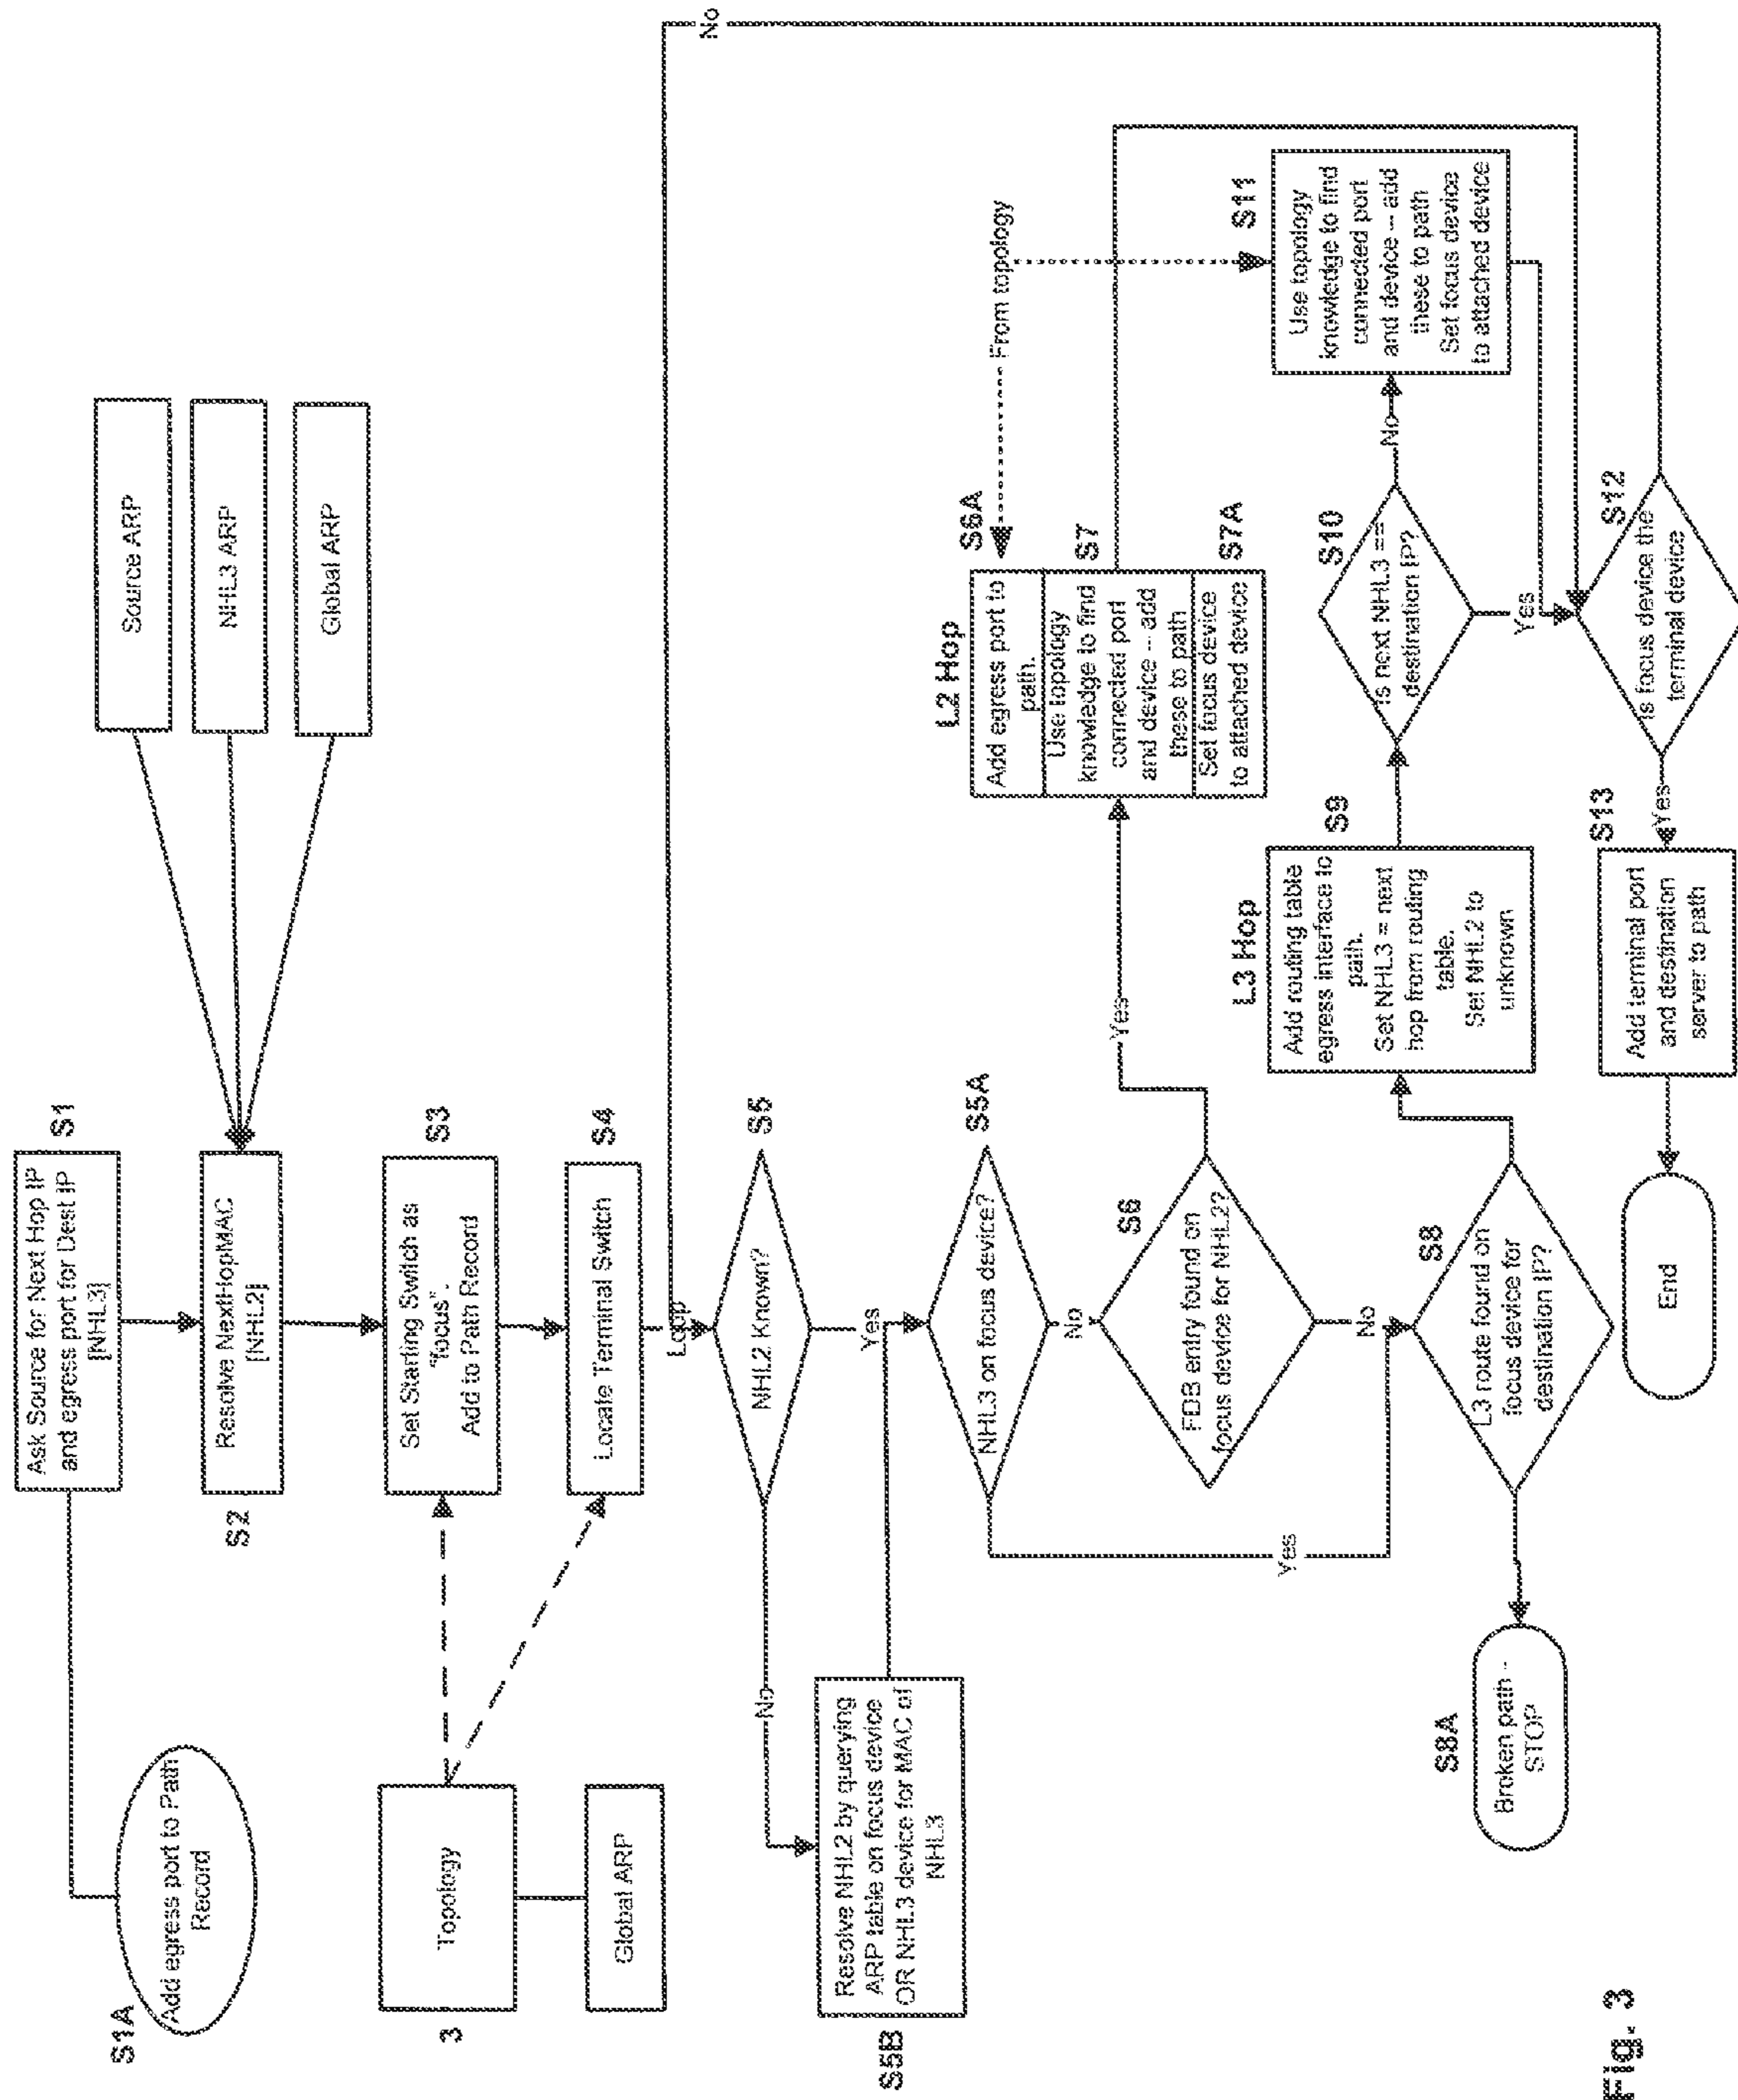 S1A
Add egress port to Path
Record
Ask Source for Next Hop IP
and egress port for Dest IP
[NHL3]
S1
S2
Resolve NextHopMAC
[NHL2]
Source ARP
NHL3 ARP
Global ARP
3
Topology
Global ARP
Set Starting Switch as
"focus".
Add to Path Record
S3
Locate Terminal Switch
S4
Loop
No
NHL2 Known?
S5
No
Yes
S5B
Resolve NHL2 by querying
ARP table on focus device
OR NHL3 device for MAC of
NHL3
NHL3 on focus device?
S5A
Yes
No
FDB entry found on
focus device for NHL2?
S6
Yes
No
L2 Hop
Add egress port to
path.
S6A
From topology
Use topology
knowledge to find
connected port
and device -- add
these to path
S7
Set focus device
to attached device
S7A
L3 route found on
focus device for
destination IP?
S8
S8A
Broken path --
STOP
L3 Hop
Add routing table
egress interface to
path.
Set NHL3 = next
hop from routing
table.
Set NHL2 to
unknown
S9
Is next NHL3 ==
destination IP?
S10
No
Yes
Use topology
knowledge to find
connected port
and device -- add
these to path
Set focus device
to attached device
S11
Is focus device the
terminal device
S12
Yes
Add terminal port
and destination
server to path
S13
End
Fig. 3